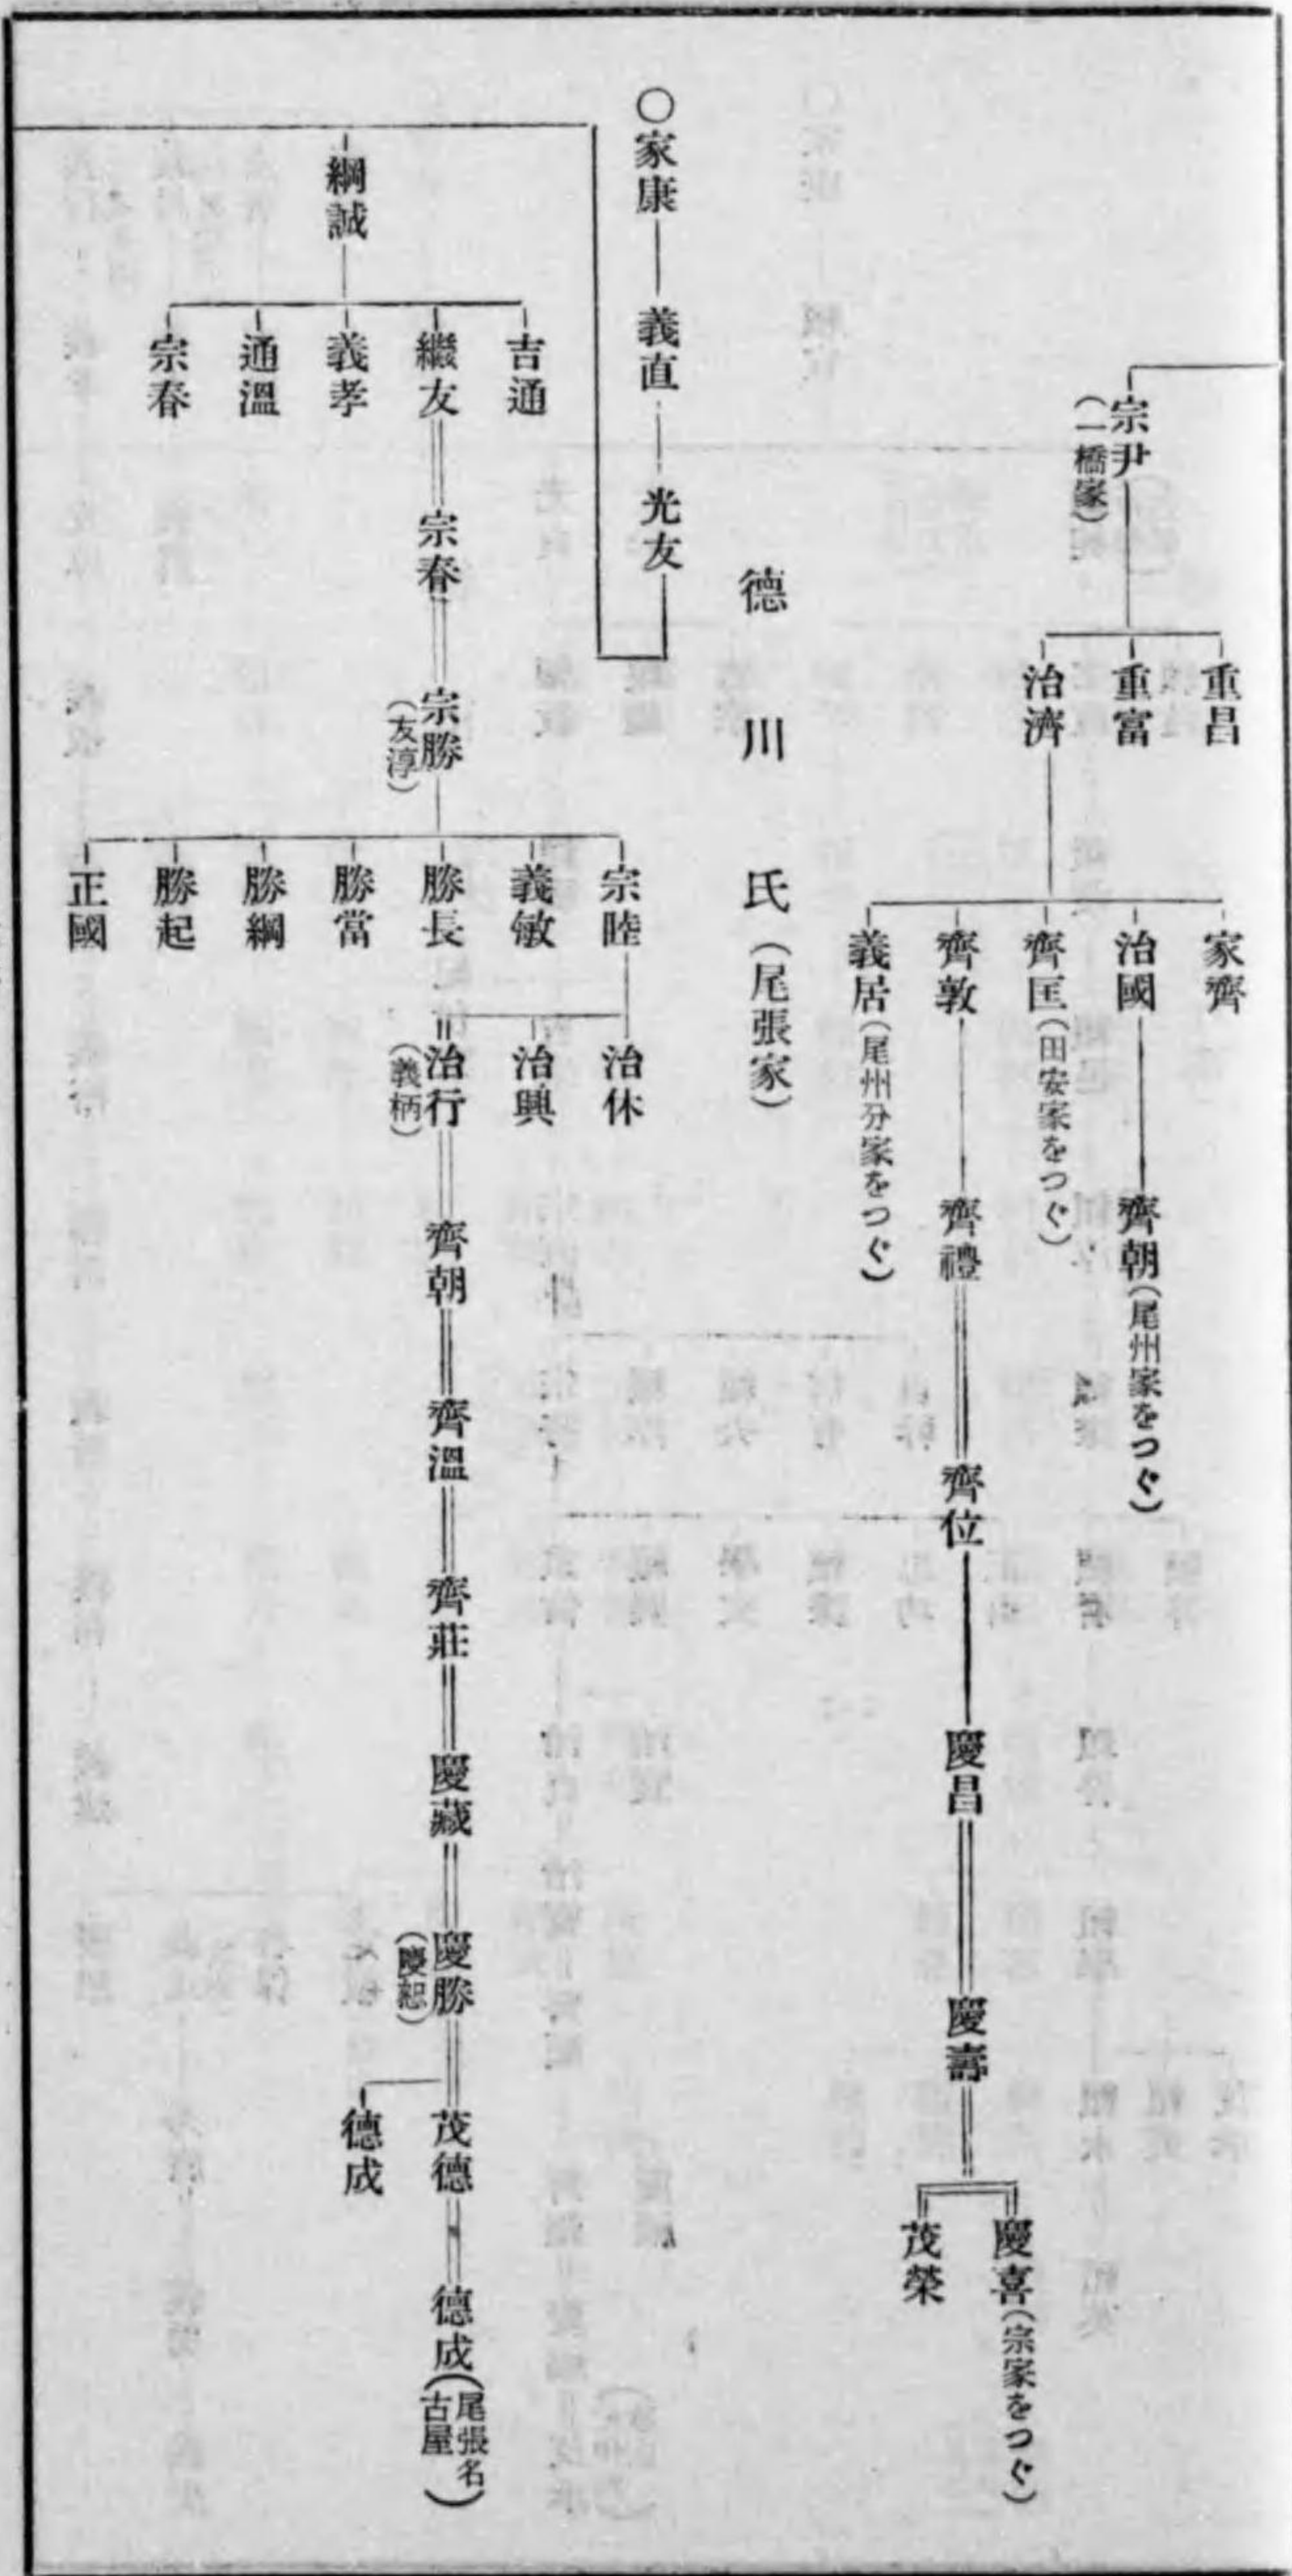 宗尹
(一橋家)
重昌
重富
治濟
家齊
治國
齊朝(尾州家をつぐ)
齊匡(田安家をつぐ)
齊敦
齊禮
齊位
慶昌
慶壽
慶喜(宗家をつぐ)
茂榮
義居(尾州分家をつぐ)
德川氏(尾張家)
○家康
義直
光友
綱誠
吉通
繼友
宗春
宗勝
(友淳)
義孝
通溫
宗春
宗睦
治休
治興
治行
(義柄)
齊朝
齊溫
齊莊
慶藏
慶勝
(慶恕)
茂德
德成(尾張名古屋)
德成
義敏
勝長
勝當
勝綱
勝起
正國